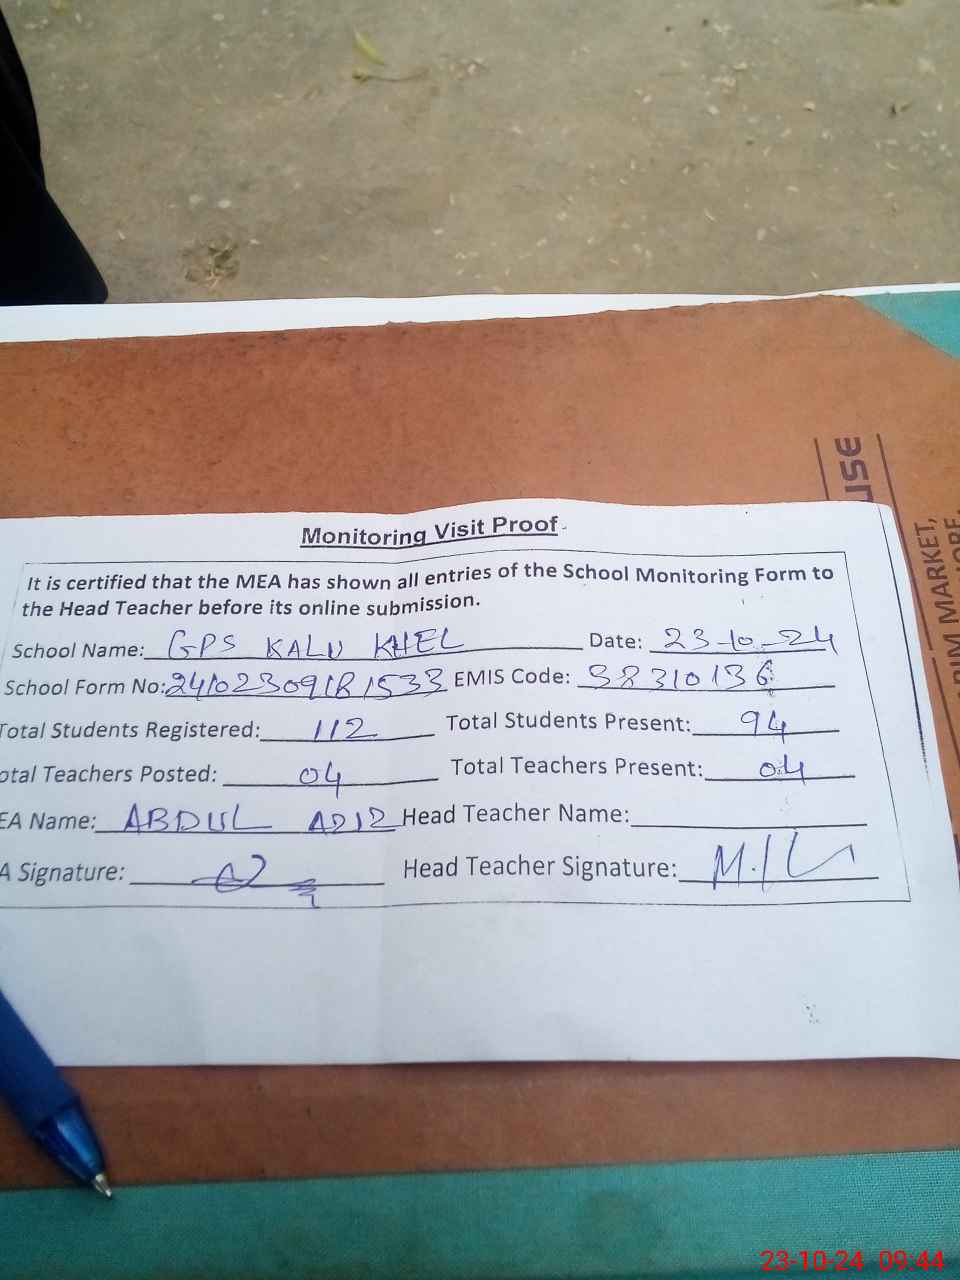 USE
MARKET,
Monitoring Visit Proof
It is certified that the MEA has shown all entries of the School Monitoring Form to
the Head Teacher before its online submission.
School Name: GPS KALU KHEL Date: 23-10-24
School Form No: EMIS Code: 38310136
Total Students Registered: 112 Total Students Present: 94
otal Teachers Posted: 04 Total Teachers Present: 04
EA Name: ABDUL AZIZ Head Teacher Name:
A Signature: Head Teacher Signature:
23-10-24 09:44